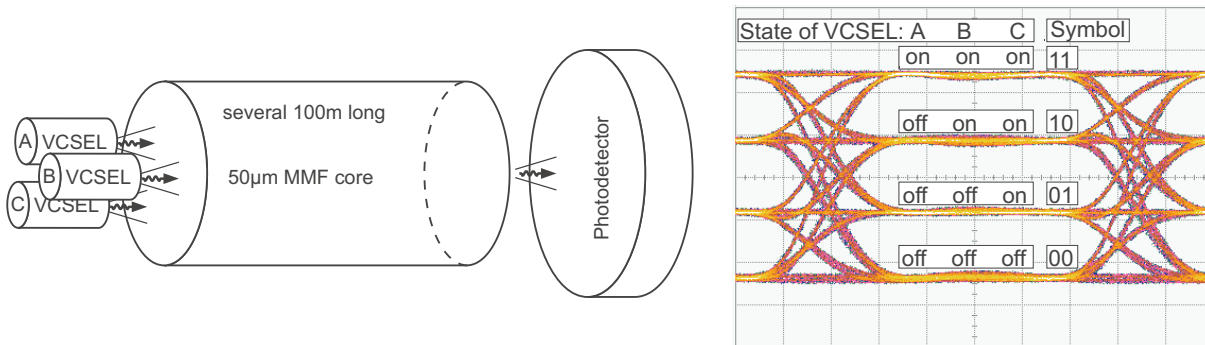 several 100m long
A VCSEL
B VCSEL
50µm MMF core
C VCSEL
Photodetector
State of VCSEL: A B C Symbol
on on on 11
off on on 10
off off on 01
off off off 00